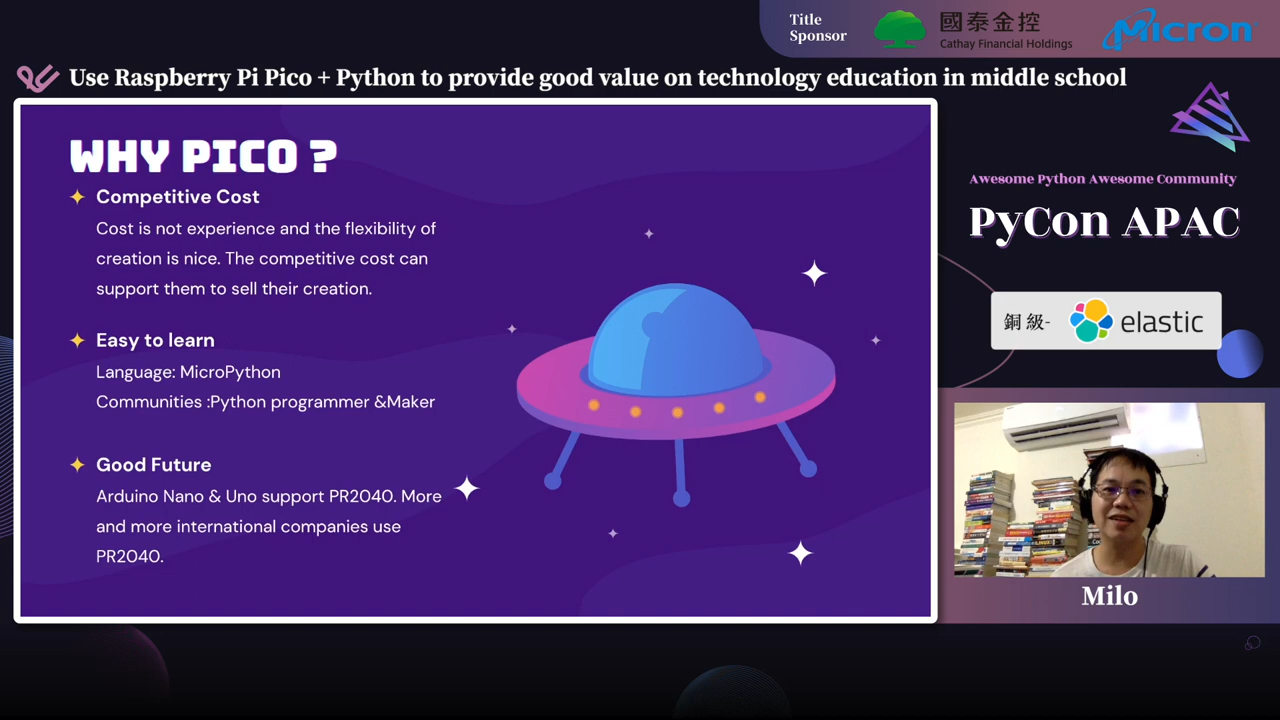 Title
Sponsor
國泰金控
Cathay Financial Holdings
Micron
Use Raspberry Pi Pico + Python to provide good value on technology education in middle school
WHY PICO ?
Competitive Cost
Cost is not experience and the flexibility of
creation is nice. The competitive cost can
support them to sell their creation.
Easy to learn
Language: MicroPython
Communities :Python programmer &Maker
Good Future
Arduino Nano & Uno support PR2040. More
and more international companies use
PR2040.
Awesome Python Awesome Community
PyCon APAC
銅級-
elastic
Milo